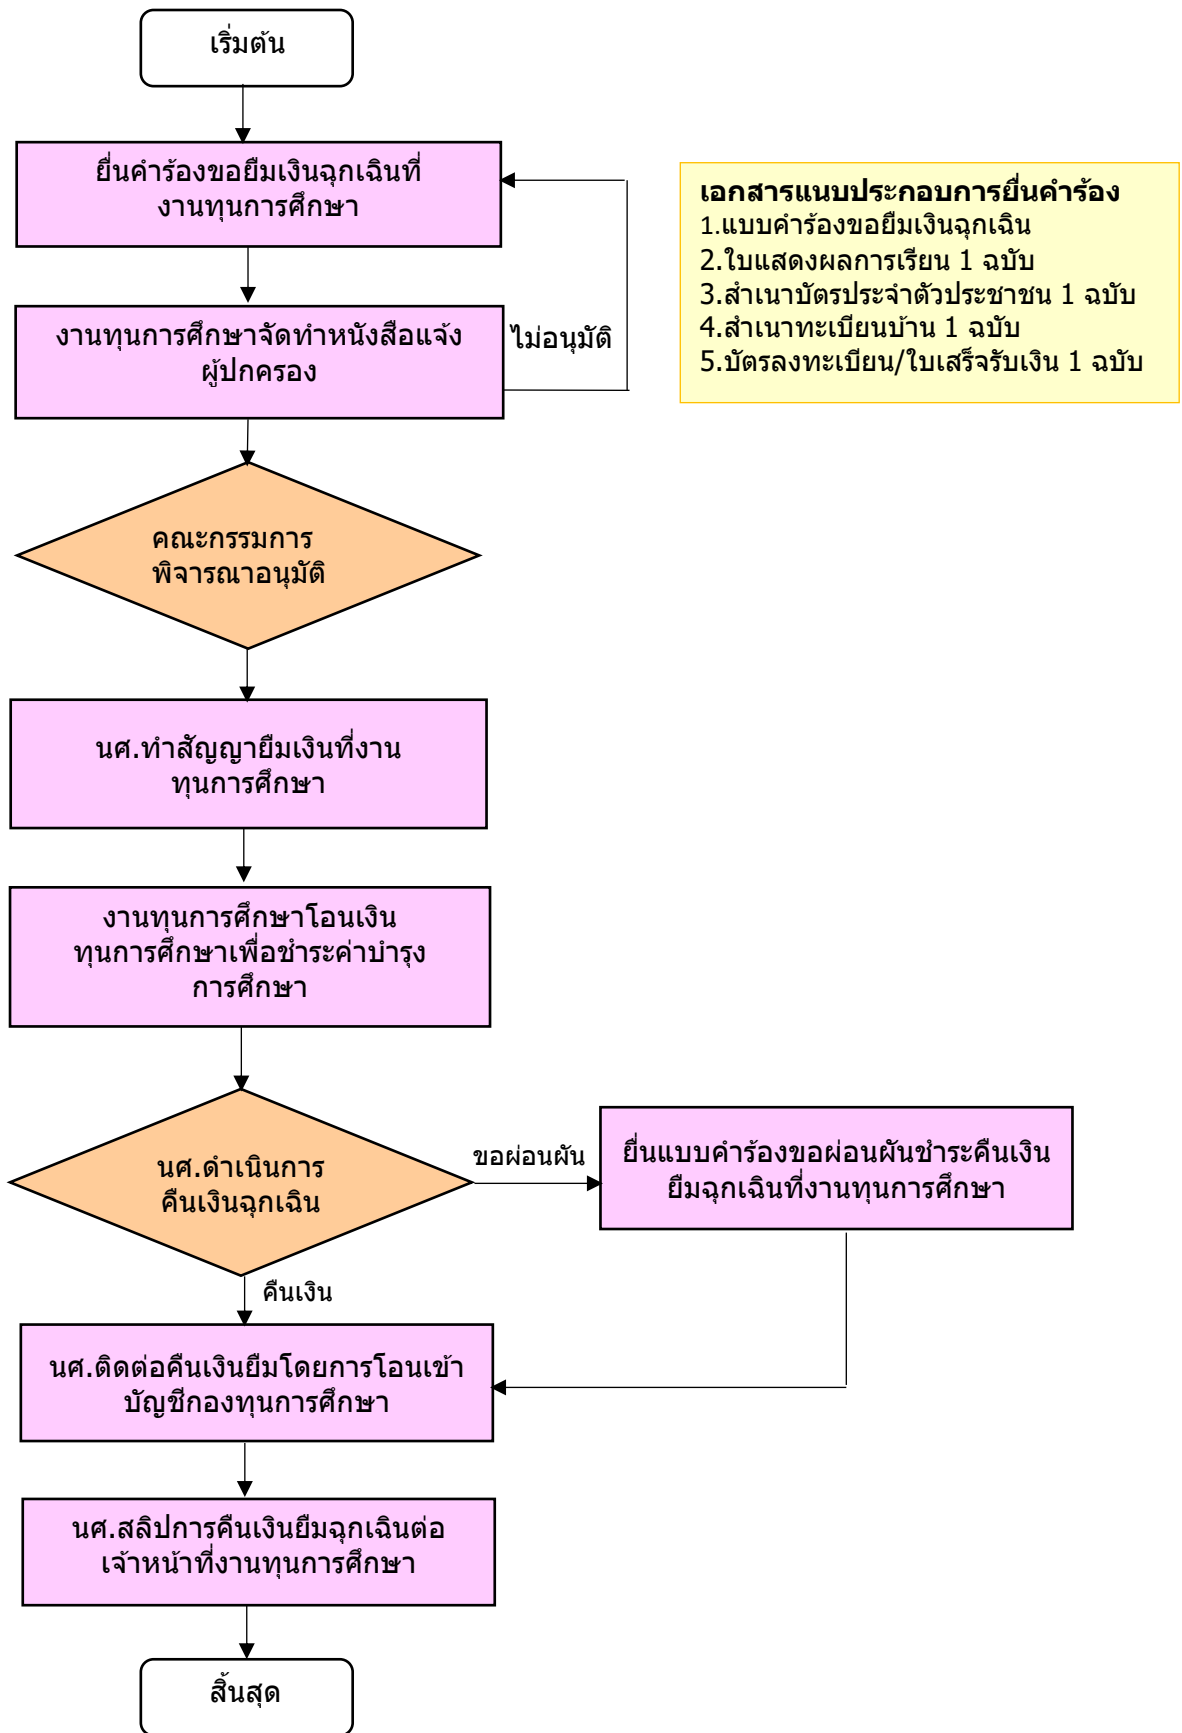 เริ่มต้น
ยื่นคำร้องขอยืมเงินฉุกเฉินที่
งานทุนการศึกษา
เอกสารแนบประกอบการยื่นคำร้อง
1.แบบคำร้องขอยืมเงินฉุกเฉิน
2.ใบแสดงผลการเรียน 1 ฉบับ
3.สำเนาบัตรประจำตัวประชาชน 1 ฉบับ
4.สำเนาทะเบียนบ้าน 1 ฉบับ
5.บัตรลงทะเบียน/ใบเสร็จรับเงิน 1 ฉบับ
งานทุนการศึกษาจัดทำหนังสือแจ้ง
ผู้ปกครอง
ไม่อนุมัติ
คณะกรรมการ
พิจารณาอนุมัติ
นศ.ทำสัญญายืมเงินที่งาน
ทุนการศึกษา
งานทุนการศึกษาโอนเงิน
ทุนการศึกษาเพื่อชำระค่าบำรุง
การศึกษา
นศ.ดำเนินการ
คืนเงินฉุกเฉิน
ขอผ่อนผัน
ยื่นแบบคำร้องขอผ่อนผันชำระคืนเงิน
ยืมฉุกเฉินที่งานทุนการศึกษา
คืนเงิน
นศ.ติดต่อคืนเงินยืมโดยการโอนเข้า
บัญชีกองทุนการศึกษา
นศ.สลิปการคืนเงินยืมฉุกเฉินต่อ
เจ้าหน้าที่งานทุนการศึกษา
สิ้นสุด